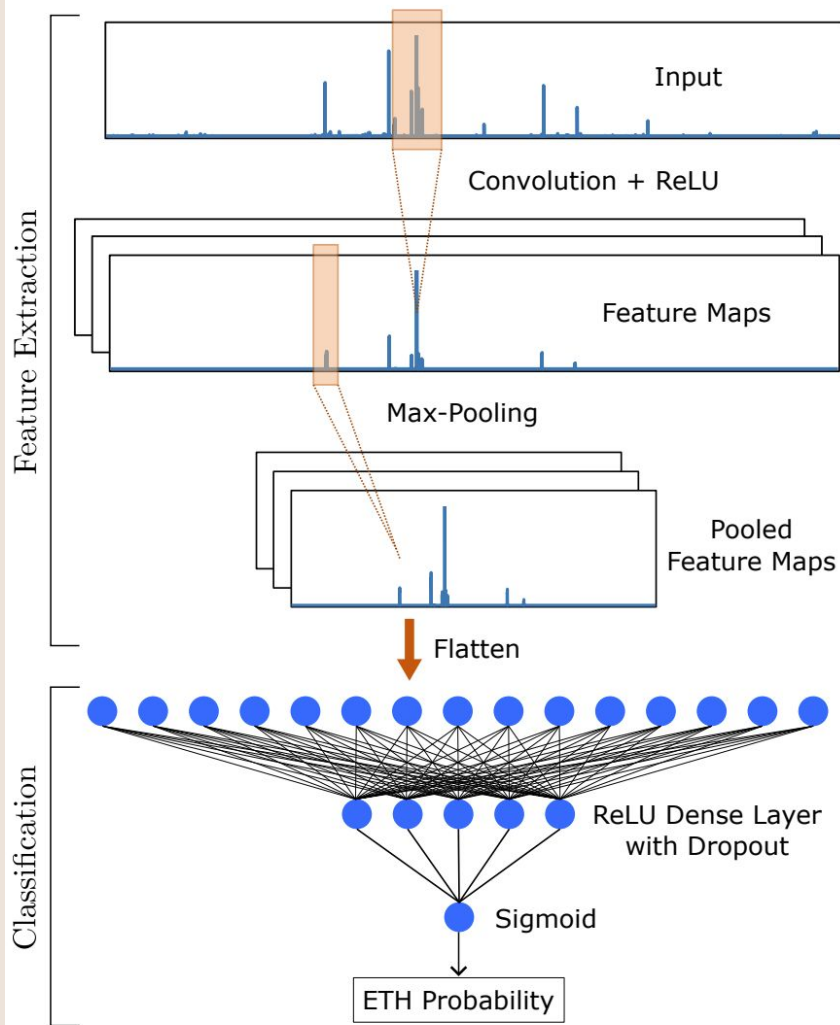 Feature Extraction
Input
Convolution + ReLU
Feature Maps
Max-Pooling
Pooled
Feature Maps
Flatten
Classification
ReLU Dense Layer
with Dropout
Sigmoid
ETH Probability